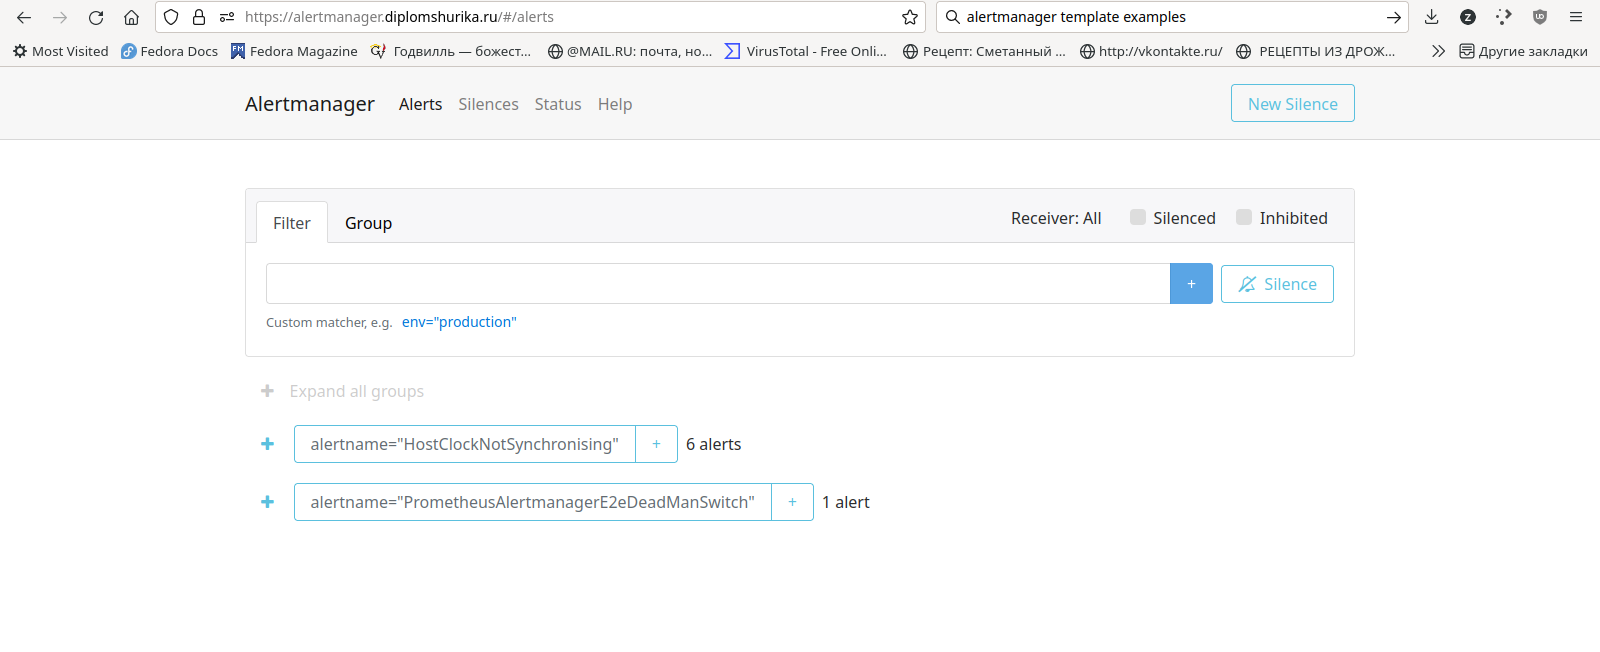 https://alertmanager.diplomshurika.ru/#/alerts alertmanager template examples
Most Visited Fedora Docs Fedora Magazine Годвилль — божест... @MAIL.RU: почта, но... VirusTotal - Free Onli... Рецепт: Сметанный ... http://vkontakte.ru/ РЕЦЕПТЫ ИЗ ДРОЖ... Другие закладки
Alertmanager Alerts Silences Status Help New Silence
Filter Group Receiver: All Silenced Inhibited
+ Silence
Custom matcher, e.g. env="production"
+ Expand all groups
+ alertname="HostClockNotSynchronising" + 6 alerts
+ alertname="PrometheusAlertmanagerE2eDeadManSwitch" + 1 alert